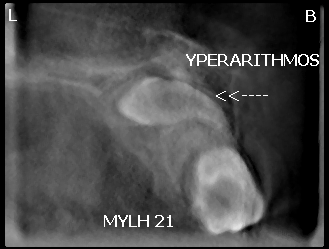 L B
YPERARITHMOS
<<----
MYLH 21